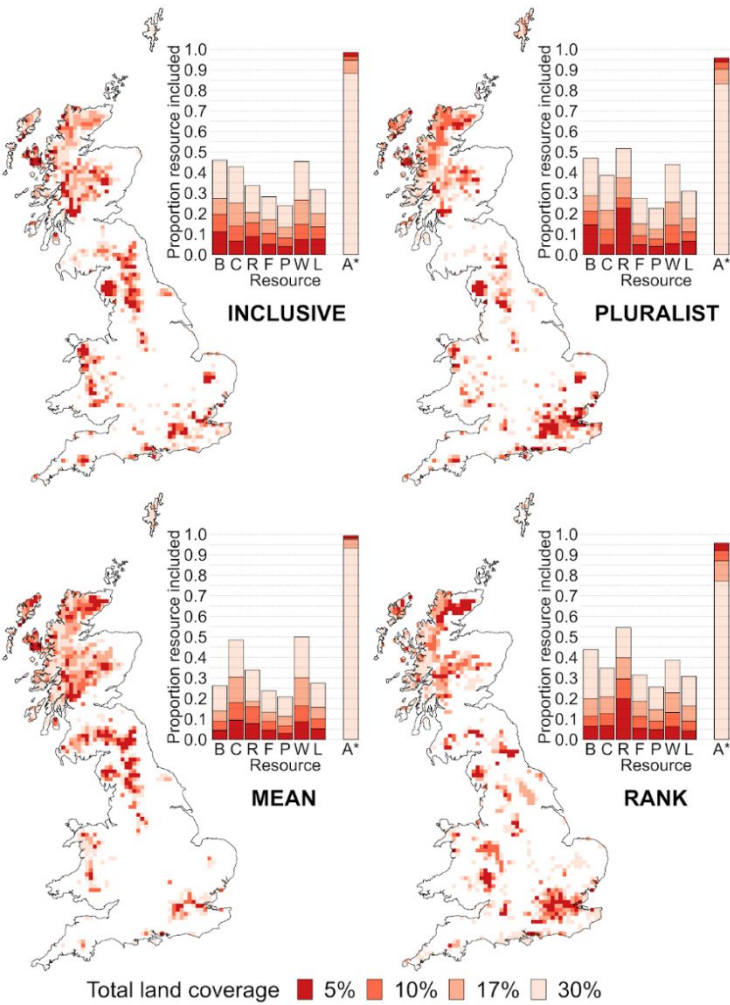 Proportion resource included
1.0
0.9
0.8
0.7
0.6
0.5
0.4
0.3
0.2
0.1
0.0
B C R F P W L A*
Resource
INCLUSIVE
Proportion resource included
1.0
0.9
0.8
0.7
0.6
0.5
0.4
0.3
0.2
0.1
0.0
B C R F P W L A*
Resource
PLURALIST
Proportion resource included
1.0
0.9
0.8
0.7
0.6
0.5
0.4
0.3
0.2
0.1
0.0
B C R F P W L A*
Resource
MEAN
Proportion resource included
1.0
0.9
0.8
0.7
0.6
0.5
0.4
0.3
0.2
0.1
0.0
B C R F P W L A*
Resource
RANK
Total land coverage 5% 10% 17% 30%